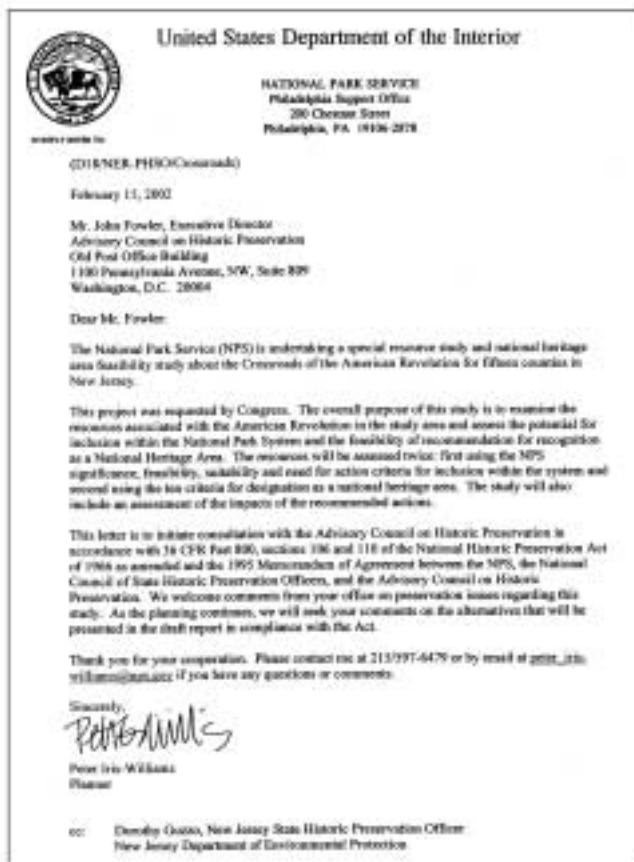 United States Department of the Interior
NATIONAL PARK SERVICE
Philadelphia Support Office
200 Chestnut Street
Philadelphia, PA 19106-2878
(D18/NER-PHSO/Crossroads)
February 11, 2002
Mr. John Fowler, Executive Director
Advisory Council on Historic Preservation
Old Post Office Building
1100 Pennsylvania Avenue, NW, Suite 809
Washington, D.C. 20004
Dear Mr. Fowler:
The National Park Service (NPS) is undertaking a special resource study and national heritage
area feasibility study about the Crossroads of the American Revolution for fifteen counties in
New Jersey.
This project was requested by Congress. The overall purpose of this study is to examine the
resources associated with the American Revolution in the study area and assess the potential for
inclusion within the National Park System and the feasibility of recommendation for recognition
as a National Heritage Area. The resources will be assessed twice: first using the NPS
significance, feasibility, suitability and need for action criteria for inclusion within the system and
second using the ten criteria for designation as a national heritage area. The study will also
include an assessment of the impacts of the recommended actions.
This letter is to initiate consultation with the Advisory Council on Historic Preservation in
accordance with 36 CFR Part 800, sections 106 and 110 of the National Historic Preservation Act
of 1966 as amended and the 1995 Memorandum of Agreement between the NPS, the National
Council of State Historic Preservation Officers, and the Advisory Council on Historic
Preservation. We welcome comments from your office on preservation issues regarding this
study. As the planning continues, we will seek your comments on the alternatives that will be
presented in the draft report in compliance with the Act.
Thank you for your cooperation. Please contact me at 215/597-6479 or by email at peter_iris-
williams@nps.gov if you have any questions or comments.
Sincerely,
Peter Iris-Williams
Planner
cc: Dorothy Guzzo, New Jersey State Historic Preservation Officer
New Jersey Department of Environmental Protection